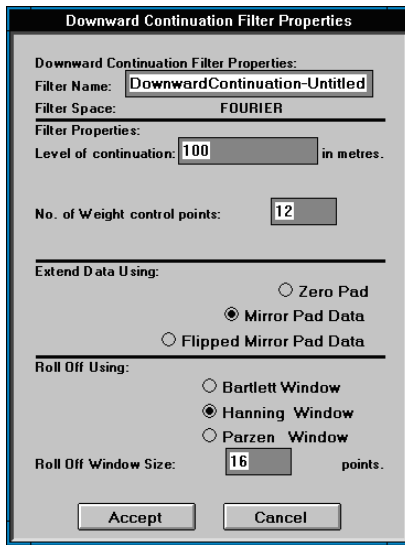 Downward Continuation Filter Properties
Downward Continuation Filter Properties:
Filter Name: DownwardContinuation-Untitled
Filter Space: FOURIER
Filter Properties:
Level of continuation: 100 in metres.
No. of Weight control points: 12
Extend Data Using:
Zero Pad
Mirror Pad Data
Flipped Mirror Pad Data
Roll Off Using:
Bartlett Window
Hanning Window
Parzen Window
Roll Off Window Size: 16 points.
Accept Cancel